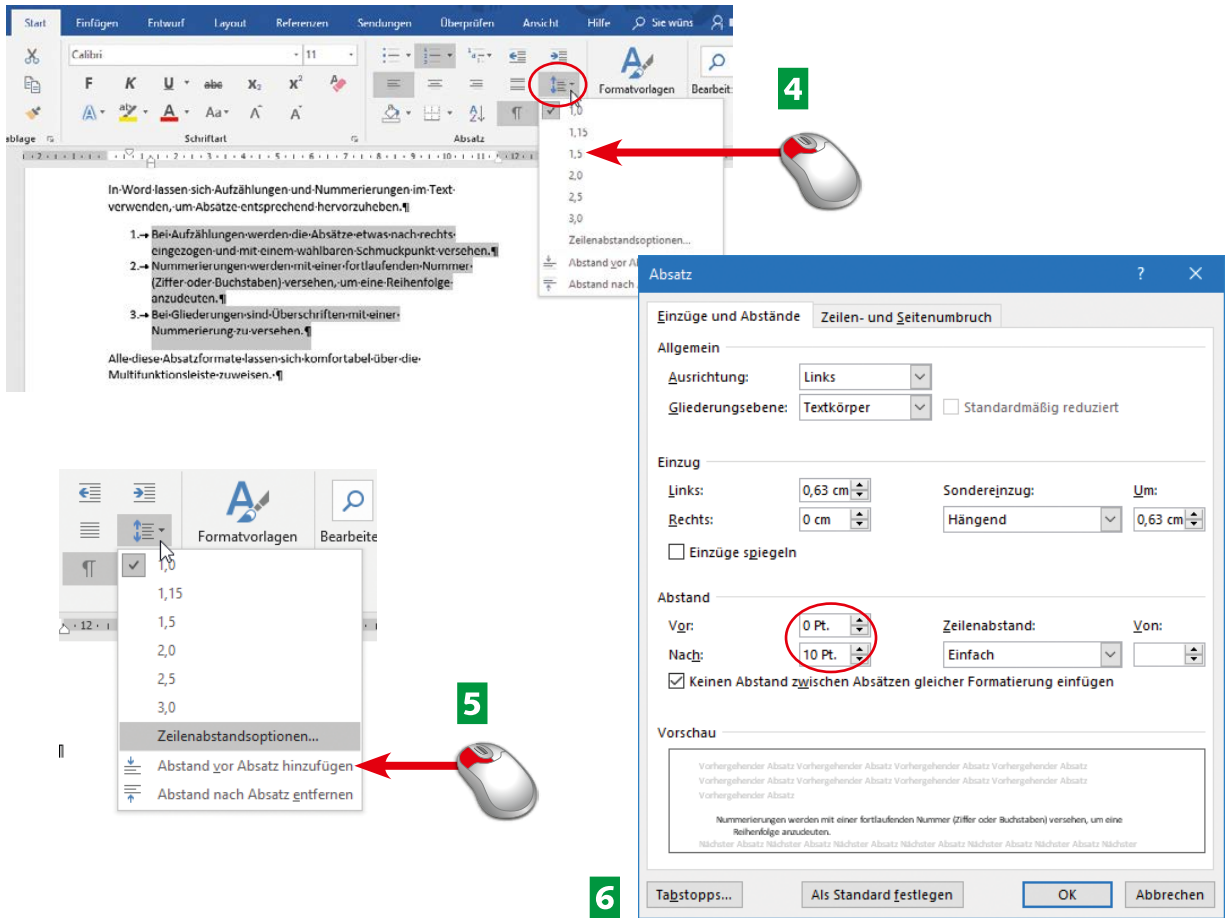 Start Einfügen Entwurf Layout Referenzen Sendungen Überprüfen Ansicht Hilfe Sie wüns
Calibri 11
F K U abc X₂ X²
A aby A Aa A A
Formatvorlagen Bearbeit
ablage Schriftart Absatz
In·Word·lassen·sich·Aufzählungen·und·Nummerierungen·im·Text·
verwenden,·um·Absätze·entsprechend·hervorzuheben.¶
1.→Bei·Aufzählungen·werden·die·Absätze·etwas·nach·rechts·
eingezogen·und·mit·einem·wählbaren·Schmuckpunkt·versehen.¶
2.→Nummerierungen·werden·mit·einer·fortlaufenden·Nummer·
(Ziffer·oder·Buchstaben)·versehen,·um·eine·Reihenfolge·
anzudeuten.¶
3.→Bei·Gliederungen·sind·Überschriften·mit·einer·
Nummerierung·zu·versehen.¶
Alle·diese·Absatzformate·lassen·sich·komfortabel·über·die·
Multifunktionsleiste·zuweisen.·¶
1,0
1,15
1,5
2,0
2,5
3,0
Zeilenabstandsoptionen...
Abstand vor A
Abstand nach
4
Formatvorlagen Bearbeite
1,0
1,15
1,5
2,0
2,5
3,0
Zeilenabstandsoptionen...
Abstand vor Absatz hinzufügen
Abstand nach Absatz entfernen
· 12 ·
¶
5
Absatz ? ×
Einzüge und Abstände Zeilen- und Seitenumbruch
Allgemein
Ausrichtung: Links
Gliederungsebene: Textkörper Standardmäßig reduziert
Einzug
Links: 0,63 cm Sondereinzug: Um:
Rechts: 0 cm Hängend 0,63 cm
Einzüge spiegeln
Abstand
Vor: 0 Pt. Zeilenabstand: Von:
Nach: 10 Pt. Einfach
Keinen Abstand zwischen Absätzen gleicher Formatierung einfügen
Vorschau
Vorhergehender Absatz Vorhergehender Absatz Vorhergehender Absatz Vorhergehender Absatz
Vorhergehender Absatz Vorhergehender Absatz Vorhergehender Absatz Vorhergehender Absatz
Vorhergehender Absatz
Nummerierungen werden mit einer fortlaufenden Nummer (Ziffer oder Buchstaben) versehen, um eine
Reihenfolge anzudeuten.
Nächster Absatz Nächster Absatz Nächster Absatz Nächster Absatz Nächster Absatz Nächster Absatz Nächster
Tabstopps... Als Standard festlegen OK Abbrechen
6